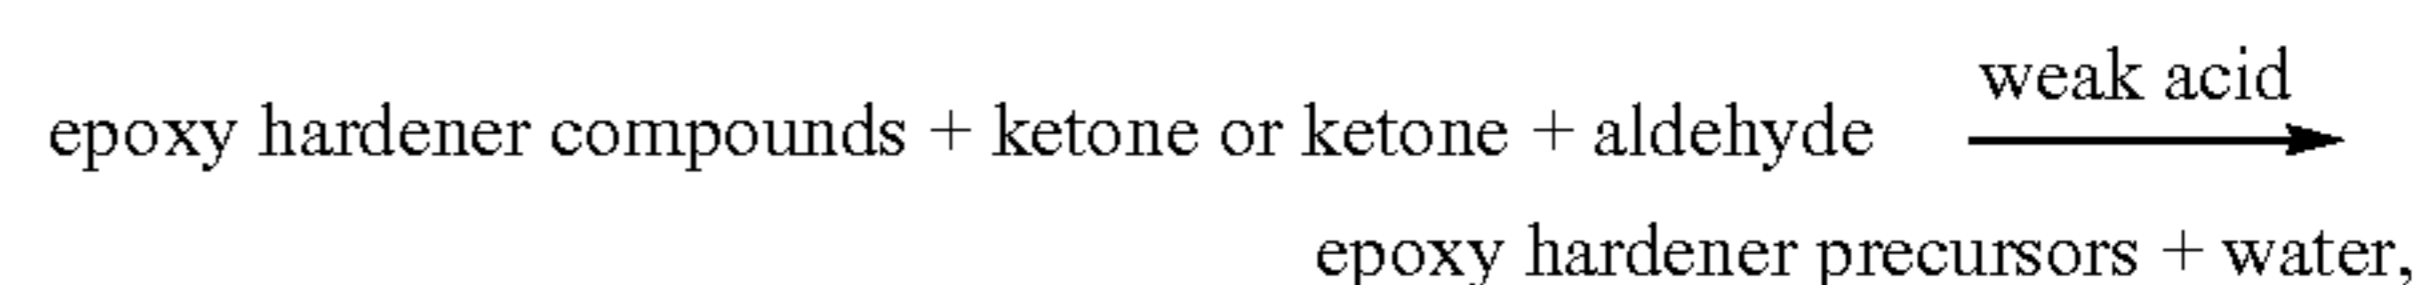 weak acid
epoxy hardener compounds + ketone or ketone + aldehyde
epoxy hardener precursors + water,